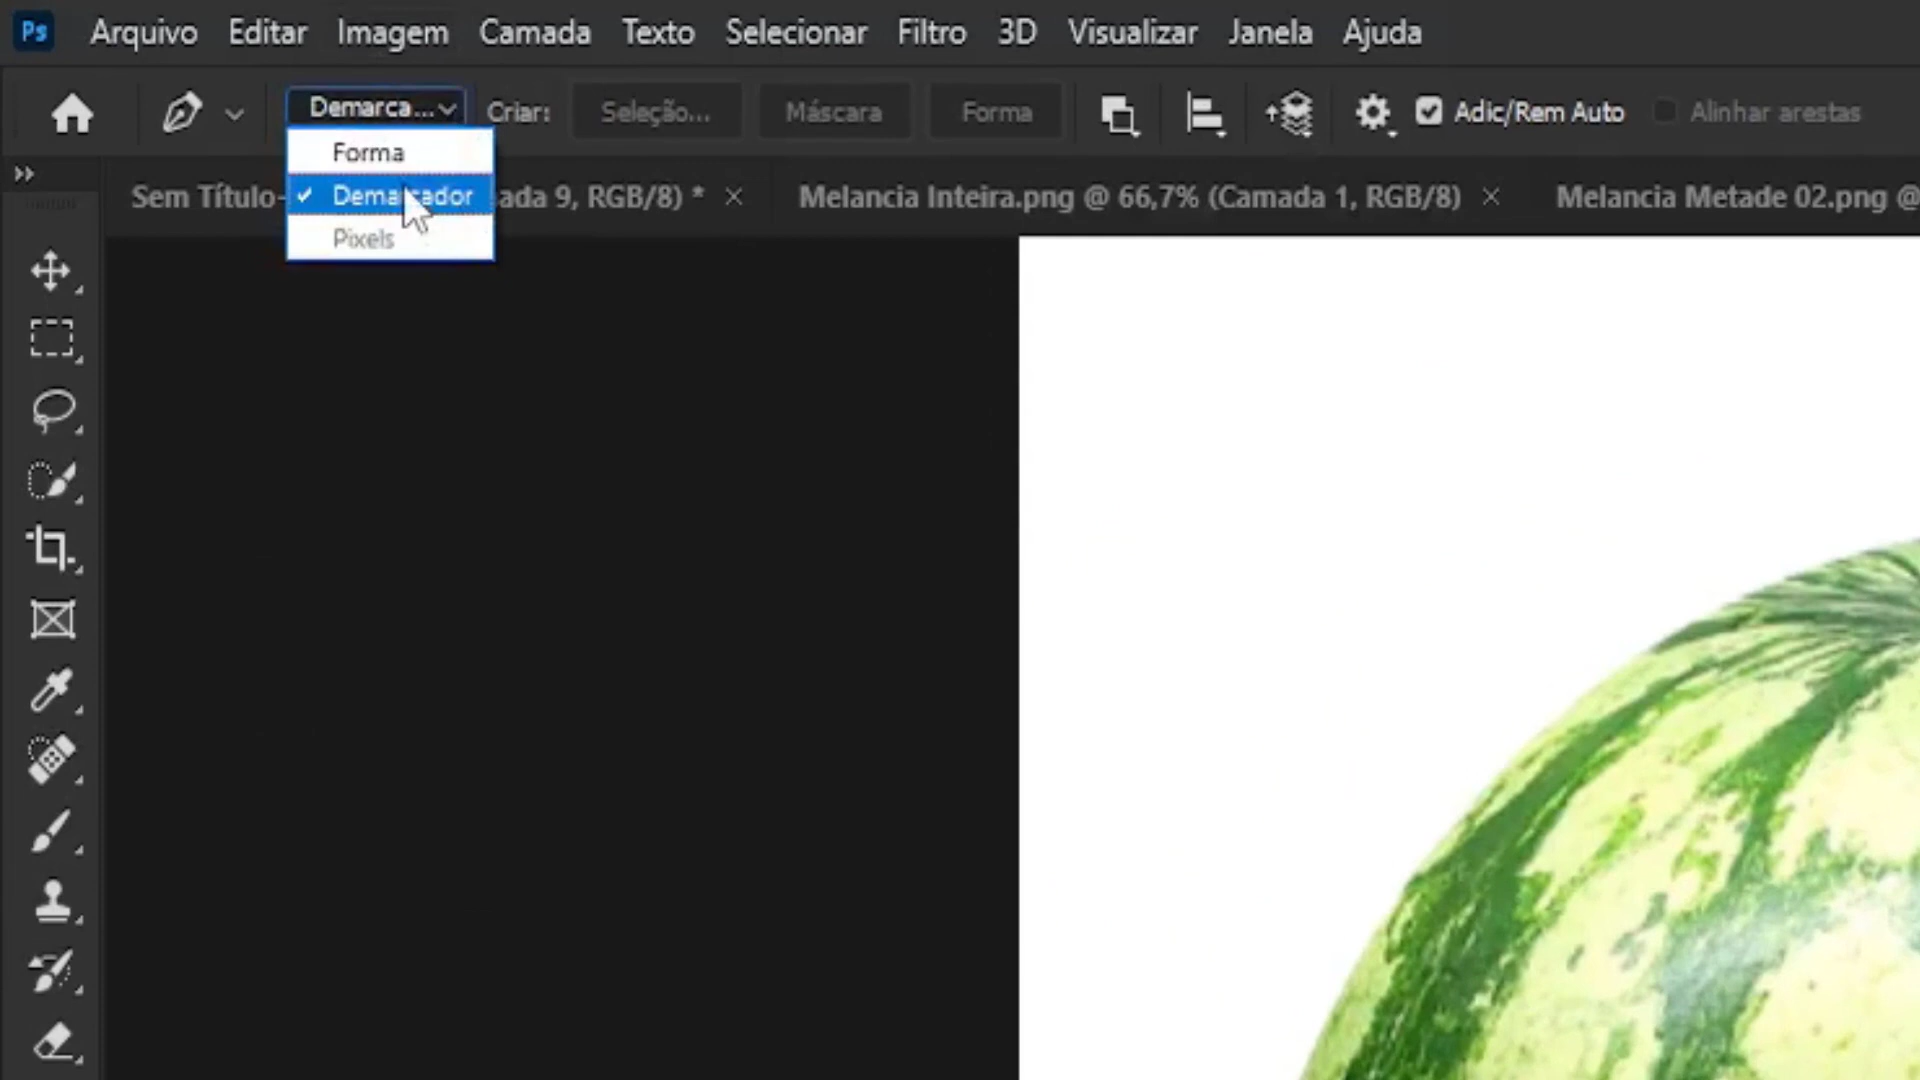 Ps Arquivo Editar Imagem Camada Texto Selecionar Filtro 3D Visualizar Janela Ajuda
Demarca... Criar: Seleção... Máscara Forma Adic/Rem Auto Alinhar arestas
Forma
Demarcador
Pixels
Sem Título- ada 9, RGB/8) * × Melancia Inteira.png @ 66,7% (Camada 1, RGB/8) × Melancia Metade 02.png @